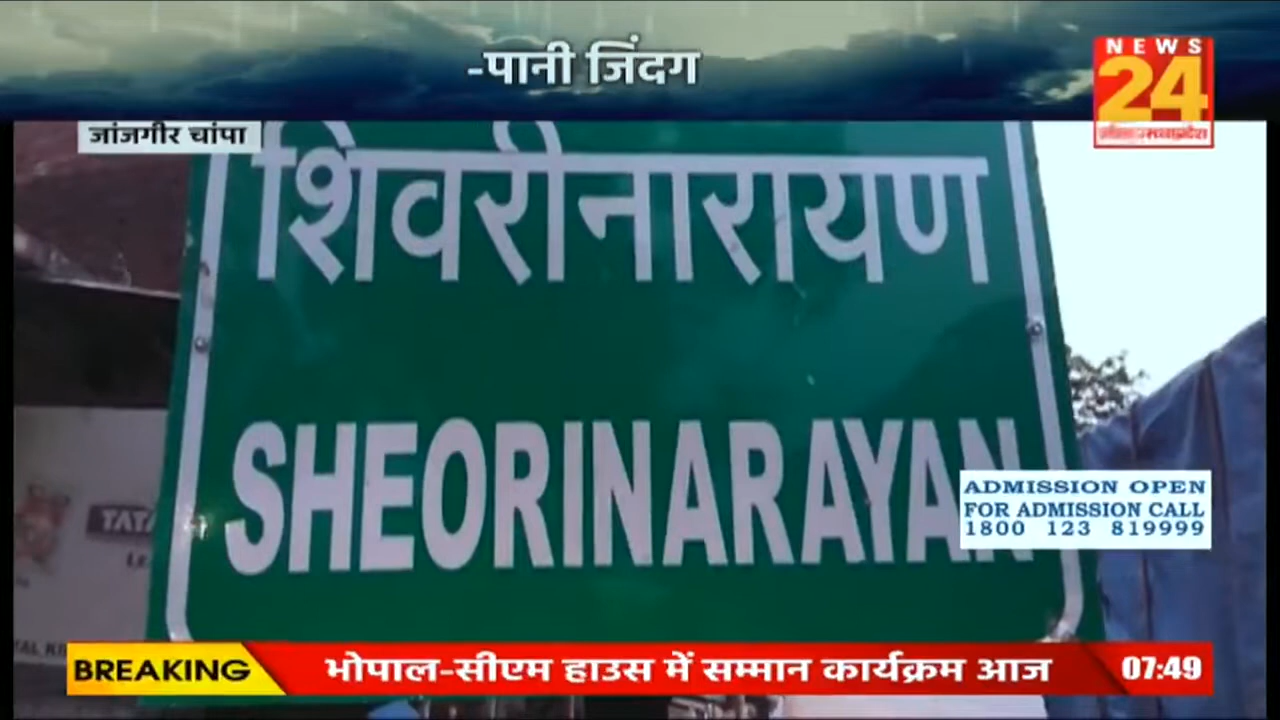 -पानी जिंदग
NEWS
24
जांजगीर चांपा
शिवरीनारायण
SHEORINARAYAN
TATA
ADMISSION OPEN
FOR ADMISSION CALL
1800 123 819999
BREAKING
भोपाल-सीएम हाउस में सम्मान कार्यक्रम आज
07:49